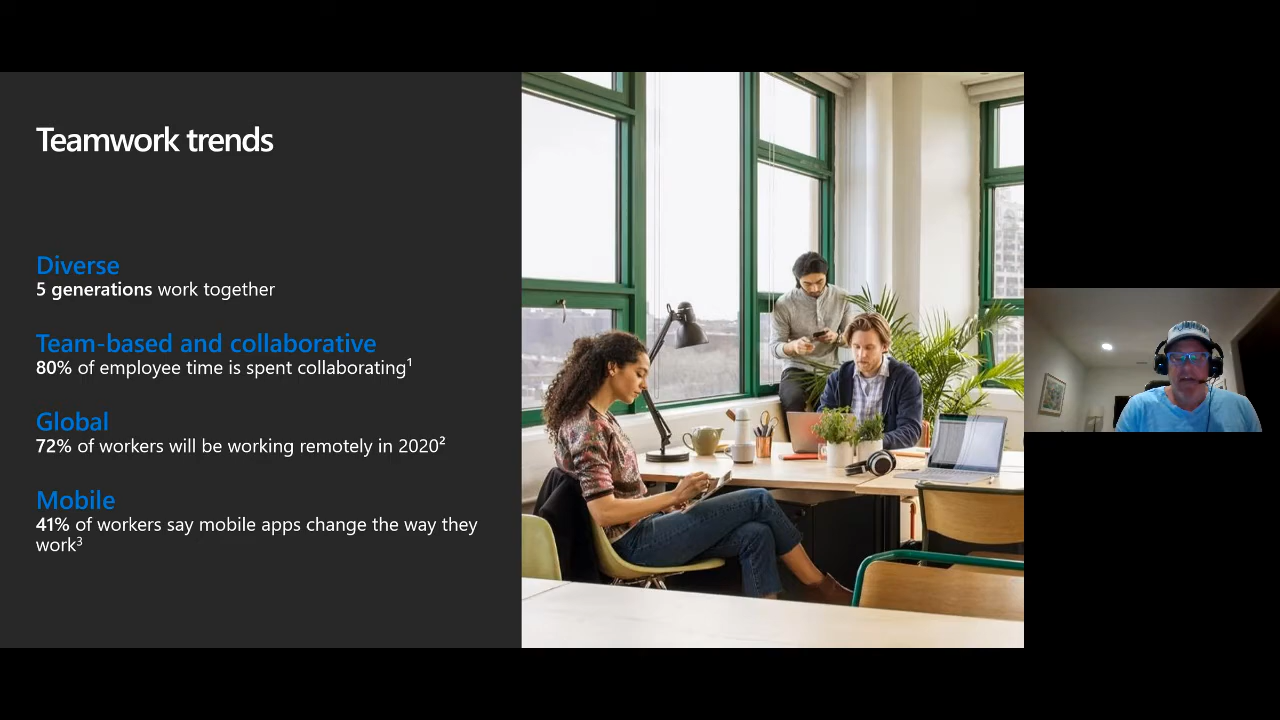 Teamwork trends
Diverse
5 generations work together
Team-based and collaborative
80% of employee time is spent collaborating¹
Global
72% of workers will be working remotely in 2020²
Mobile
41% of workers say mobile apps change the way they
work³